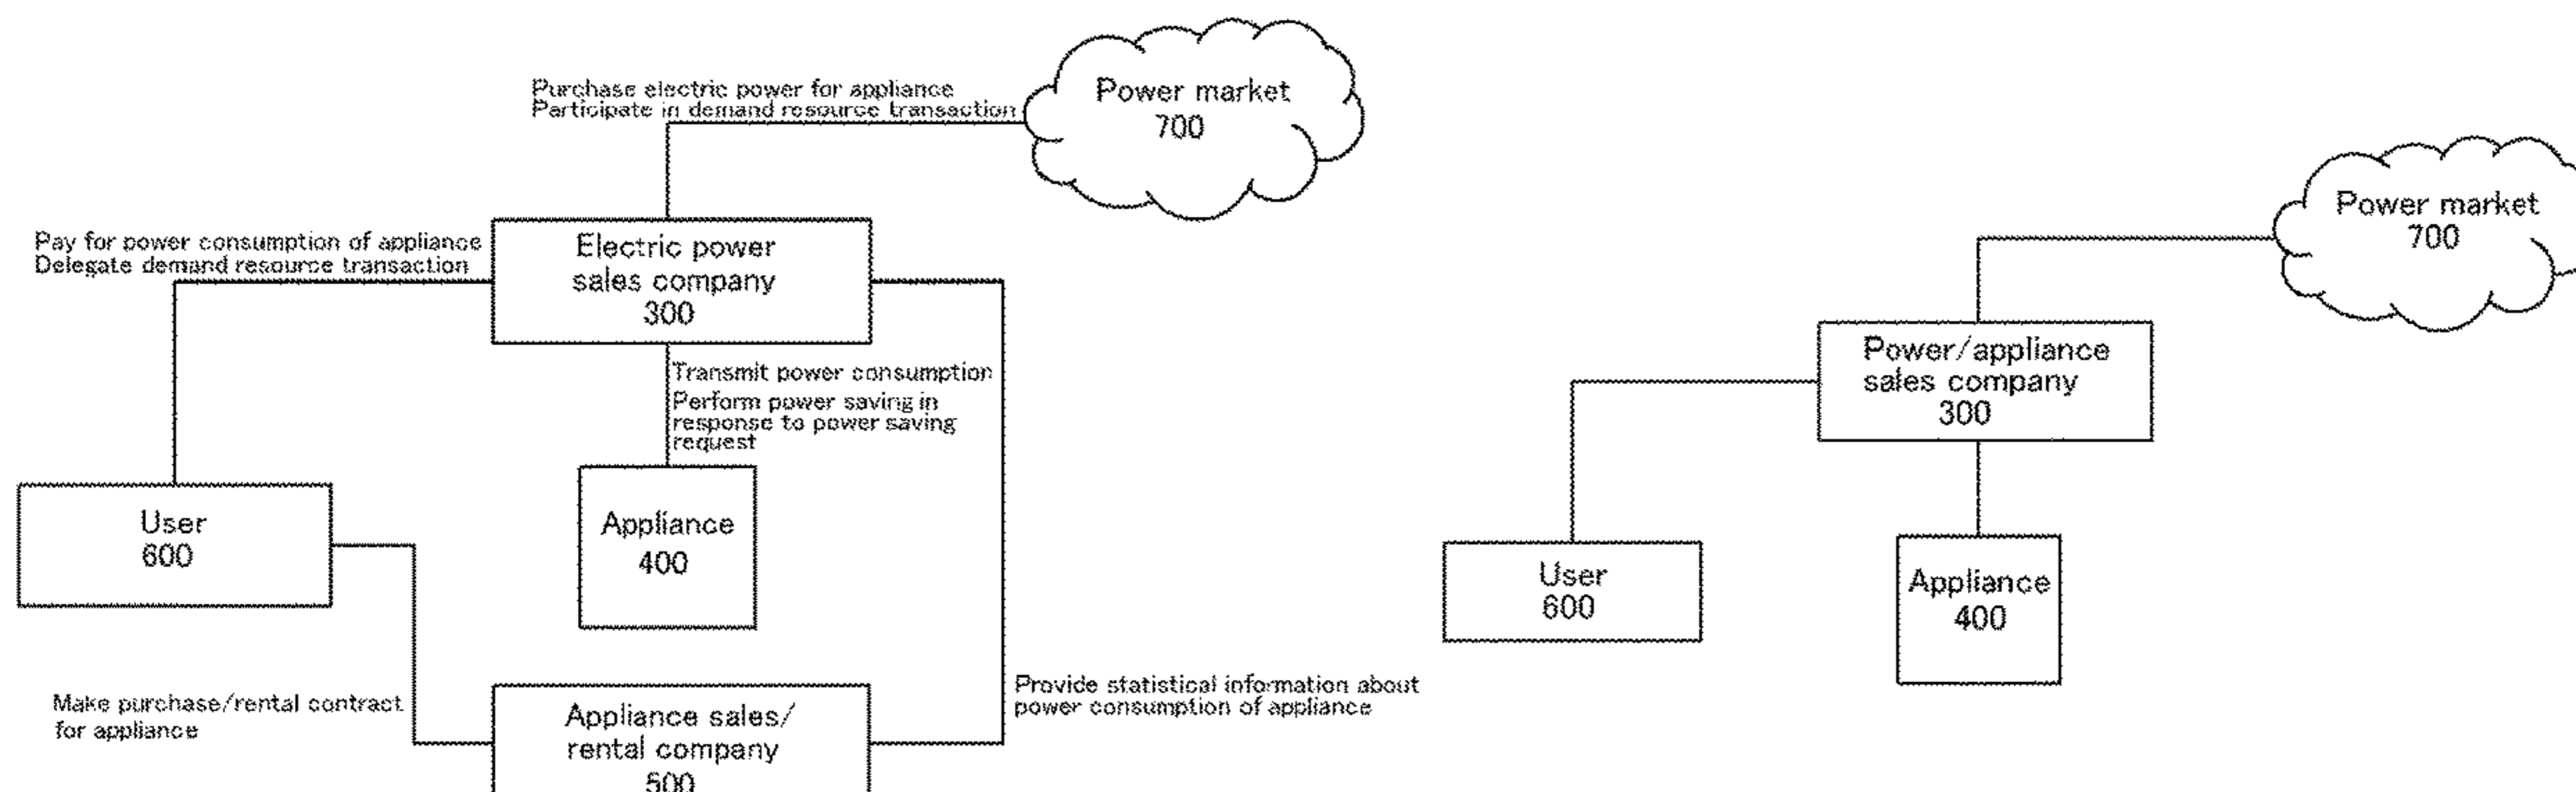 Purchase electric power for appliance
Participate in demand resource transaction
Power market
700
Pay for power consumption of appliance
Delegate demand resource transaction
Electric power
sales company
300
Transmit power consumption
Perform power saving in
response to power saving
request
User
600
Appliance
400
Make purchase/rental contract
for appliance
Appliance sales/
rental company
500
Provide statistical information about
power consumption of appliance
Power market
700
Power/appliance
sales company
300
User
600
Appliance
400